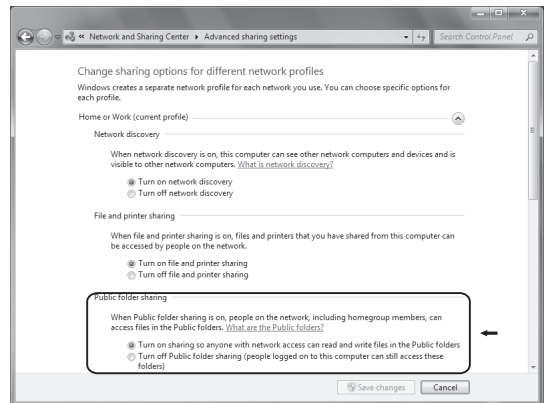 « Network and Sharing Center ▸ Advanced sharing settings
Search Control Panel
Change sharing options for different network profiles
Windows creates a separate network profile for each network you use. You can choose specific options for
each profile.
Home or Work (current profile)
Network discovery
When network discovery is on, this computer can see other network computers and devices and is
visible to other network computers. What is network discovery?
Turn on network discovery
Turn off network discovery
File and printer sharing
When file and printer sharing is on, files and printers that you have shared from this computer can
be accessed by people on the network.
Turn on file and printer sharing
Turn off file and printer sharing
Public folder sharing
When Public folder sharing is on, people on the network, including homegroup members, can
access files in the Public folders. What are the Public folders?
Turn on sharing so anyone with network access can read and write files in the Public folders
Turn off Public folder sharing (people logged on to this computer can still access these
folders)
Save changes
Cancel